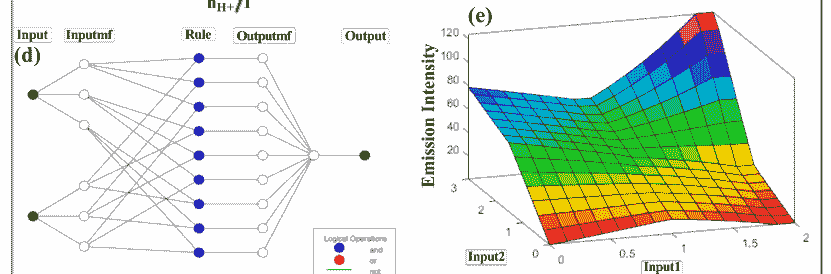 n_H+/T
Input
Inputmf
Rule
Outputmf
Output
(d)
Logical Operations
and
or
not
(e)
Emission Intensity
120
100
80
60
40
20
3
2
1
0
0
0.5
1
1.5
2
Input2
Input1